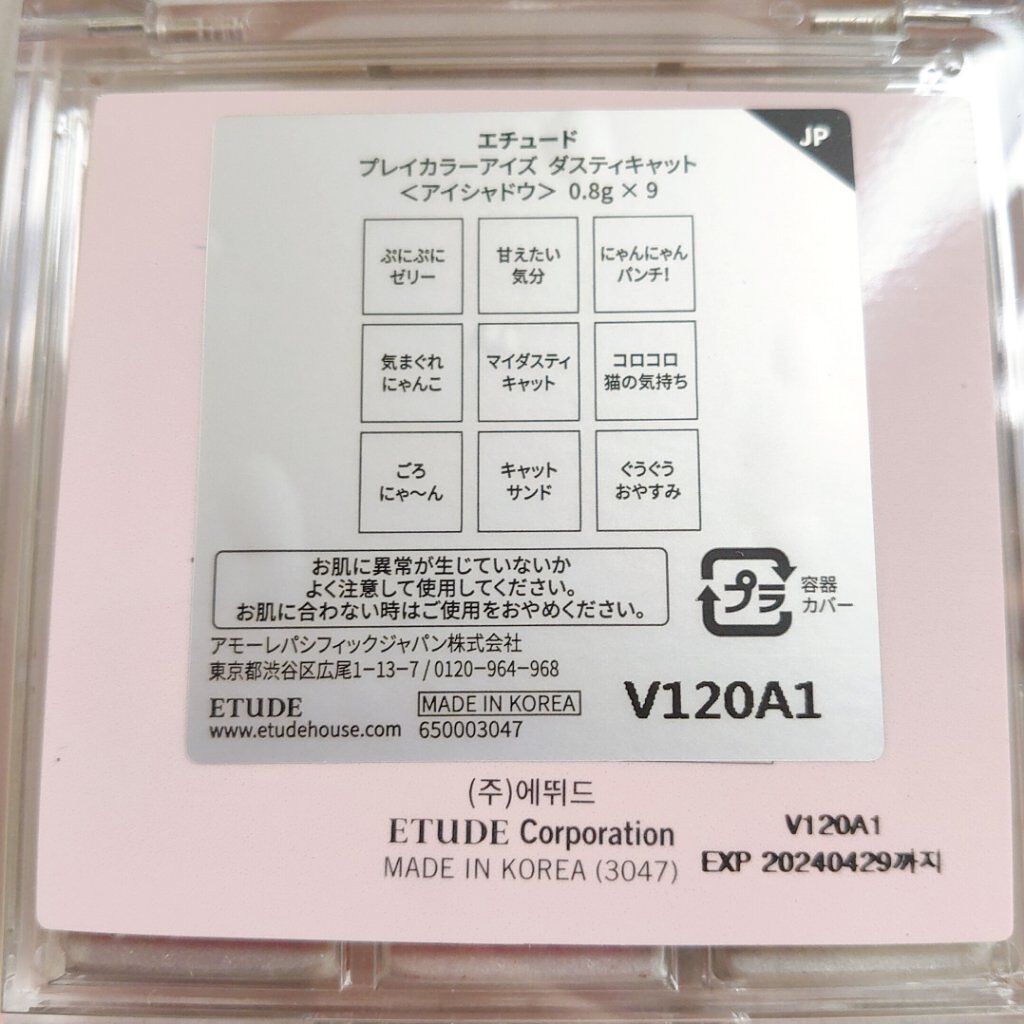 JP
エチュード
プレイカラーアイズ ダスティキャット
＜アイシャドウ＞ 0.8g × 9
ぷにぷに
ゼリー
甘えたい
気分
にゃんにゃん
パンチ!
気まぐれ
にゃんこ
マイダスティ
キャット
コロコロ
猫の気持ち
ごろ
にゃ〜ん
キャット
サンド
ぐうぐう
おやすみ
お肌に異常が生じていないか
よく注意して使用してください。
お肌に合わない時はご使用をおやめください。
プラ
容器
カバー
アモーレパシフィックジャパン株式会社
東京都渋谷区広尾1−13−7 / 0120−964−968
ETUDE MADE IN KOREA
www.etudehouse.com 650003047
V120A1
(주)에뛰드
ETUDE Corporation
MADE IN KOREA (3047)
V120A1
EXP 20240429까지